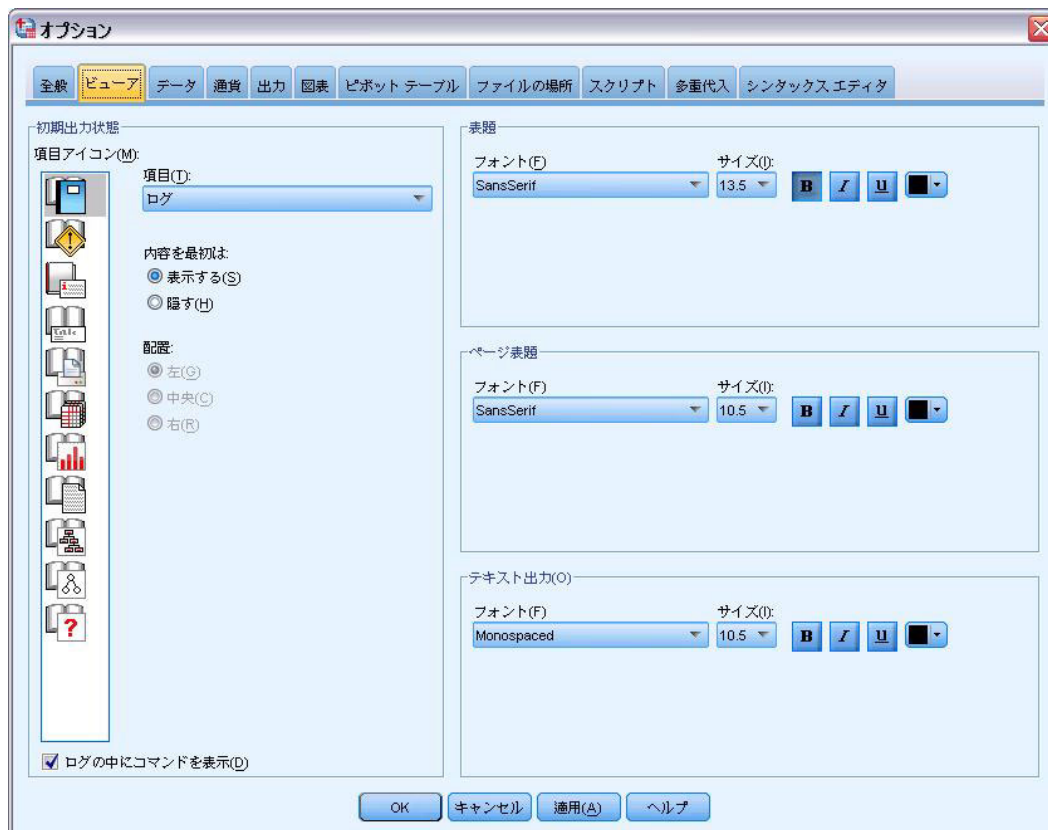 オプション
全般 ビューア データ 通貨 出力 図表 ピボット テーブル ファイルの場所 スクリプト 多重代入 シンタックス エディタ
初期出力状態
項目アイコン(M):
項目(T):
ログ
内容を最初は:
表示する(S)
隠す(H)
配置:
左(G)
中央(C)
右(R)
Title
ログの中にコマンドを表示(D)
表題
フォント(F) サイズ(I):
SansSerif 13.5 B I U
ページ表題
フォント(F) サイズ(I):
SansSerif 10.5 B I U
テキスト出力(O)
フォント(F) サイズ(I):
Monospaced 10.5 B I U
OK キャンセル 適用(A) ヘルプ